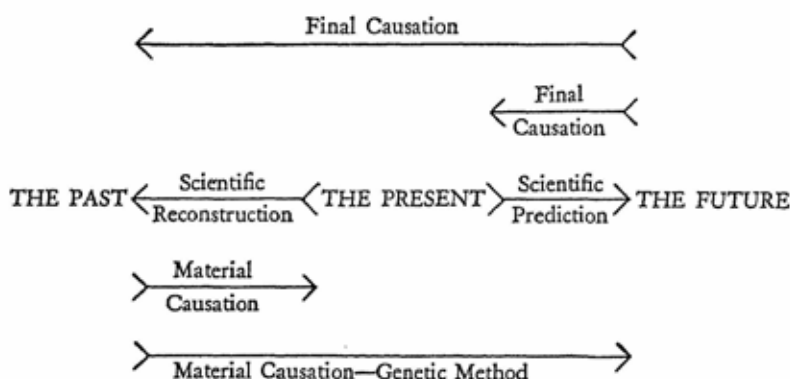 Final Causation
Final
Causation
THE PAST Scientific THE PRESENT Scientific THE FUTURE
Reconstruction Prediction
Material
Causation
Material Causation—Genetic Method